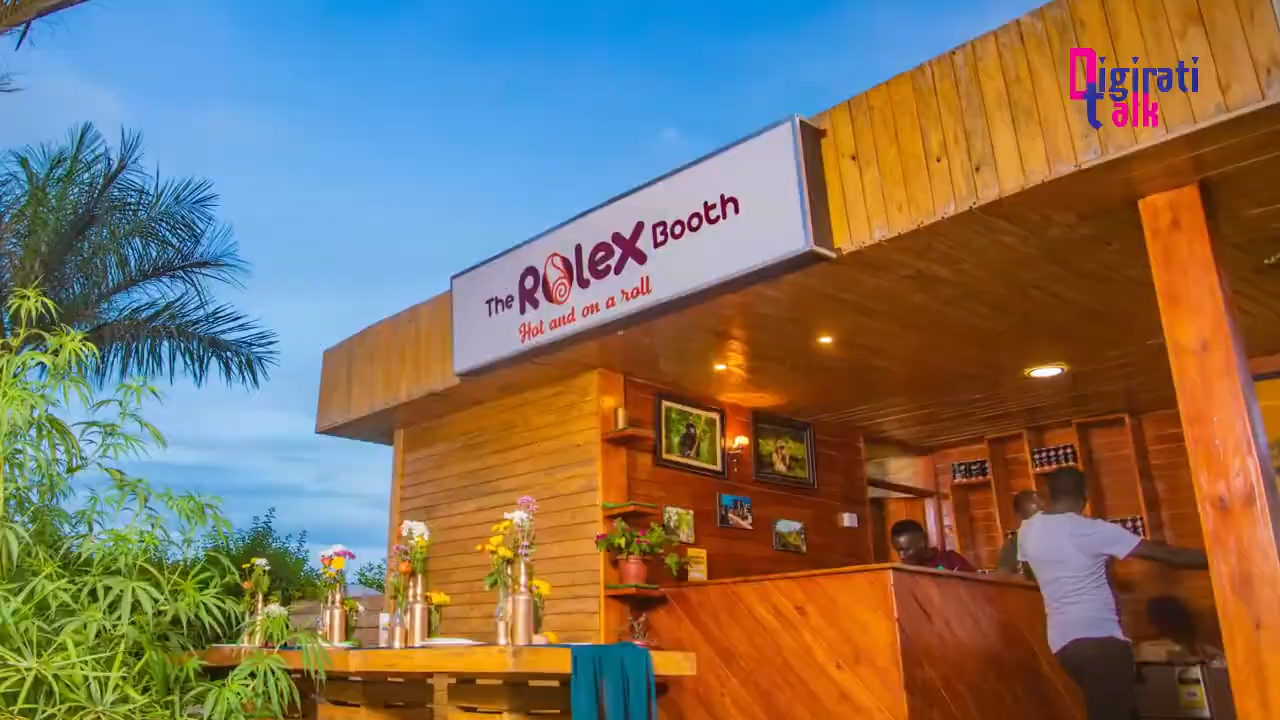 Digirati
talk
The Rolex Booth
Hot and on a roll